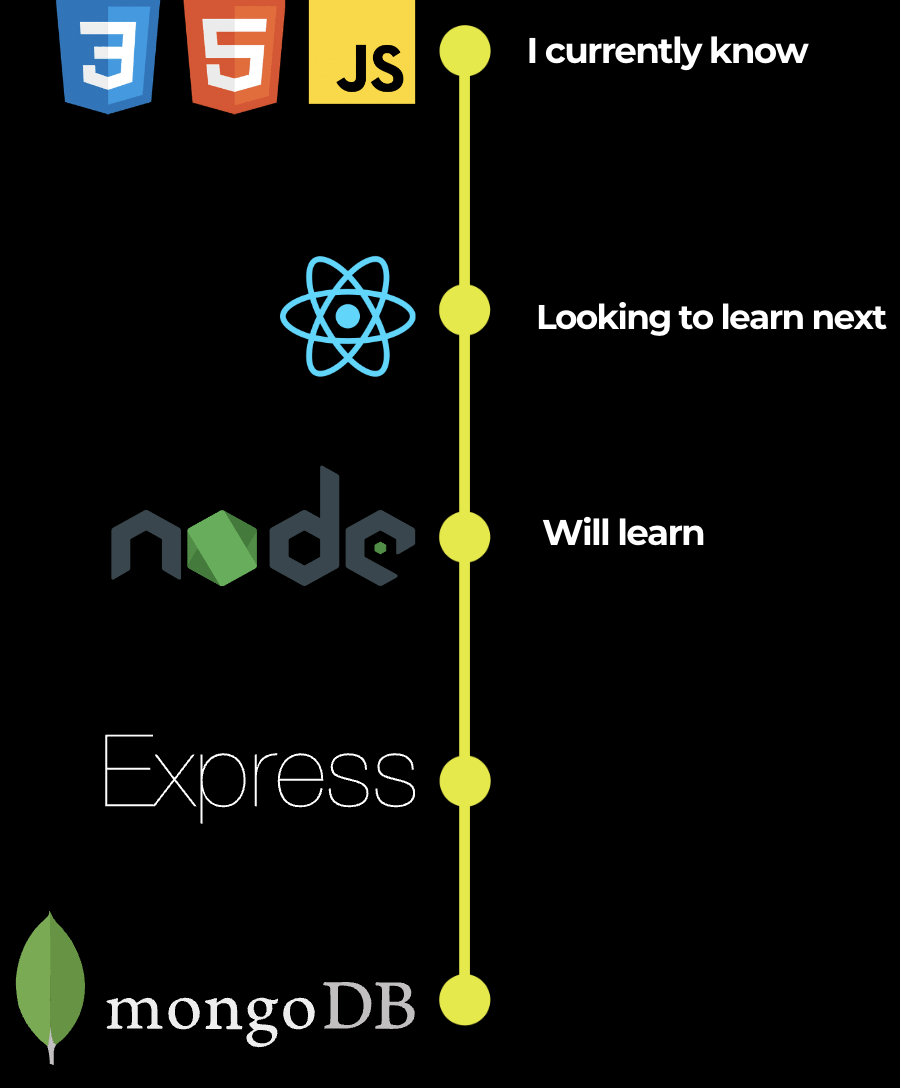 3 5 JS
I currently know
Looking to learn next
node
Will learn
Express
mongoDB